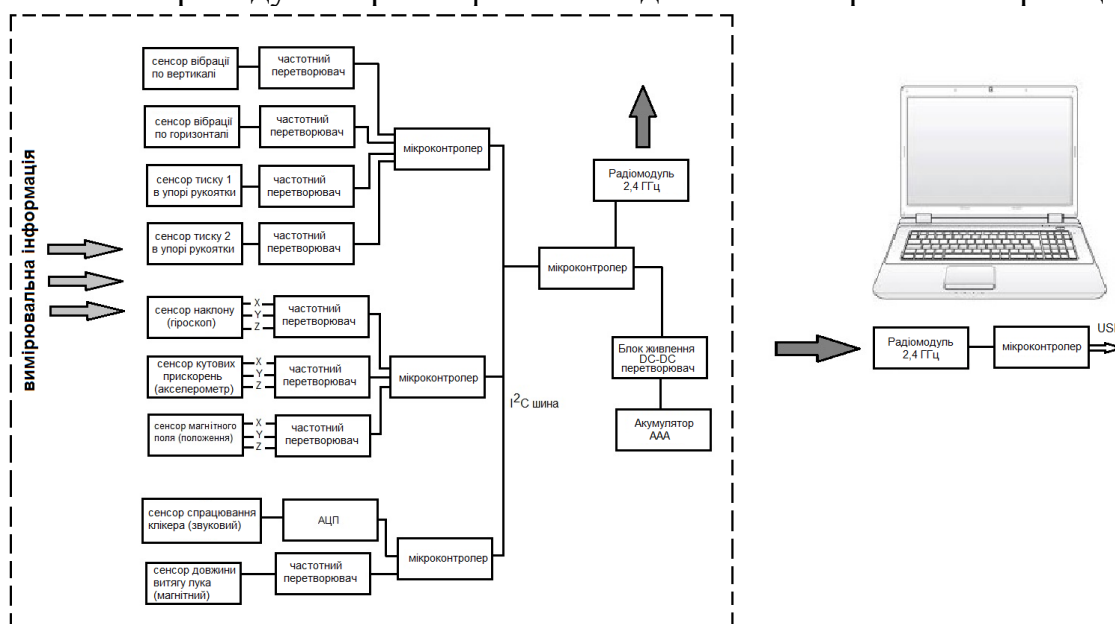 вимірювальна інформація
сенсор вібрації
по вертикалі
частотний
перетворювач
сенсор вібрації
по горизонталі
частотний
перетворювач
сенсор тиску 1
в упорі рукоятки
частотний
перетворювач
сенсор тиску 2
в упорі рукоятки
частотний
перетворювач
мікроконтролер
сенсор наклону
(гіроскоп)
X
Y
Z
частотний
перетворювач
сенсор кутових
прискорень
(акселерометр)
X
Y
Z
частотний
перетворювач
сенсор магнітного
поля (положення)
X
Y
Z
частотний
перетворювач
мікроконтролер
сенсор спрацювання
клікера (звуковий)
АЦП
сенсор довжини
витягу лука
(магнітний)
частотний
перетворювач
мікроконтролер
I²C шина
Радіомодуль
2,4 ГГц
мікроконтролер
Блок живлення
DC-DC
перетворювач
Акумулятор
ААА
Радіомодуль
2,4 ГГц
мікроконтролер